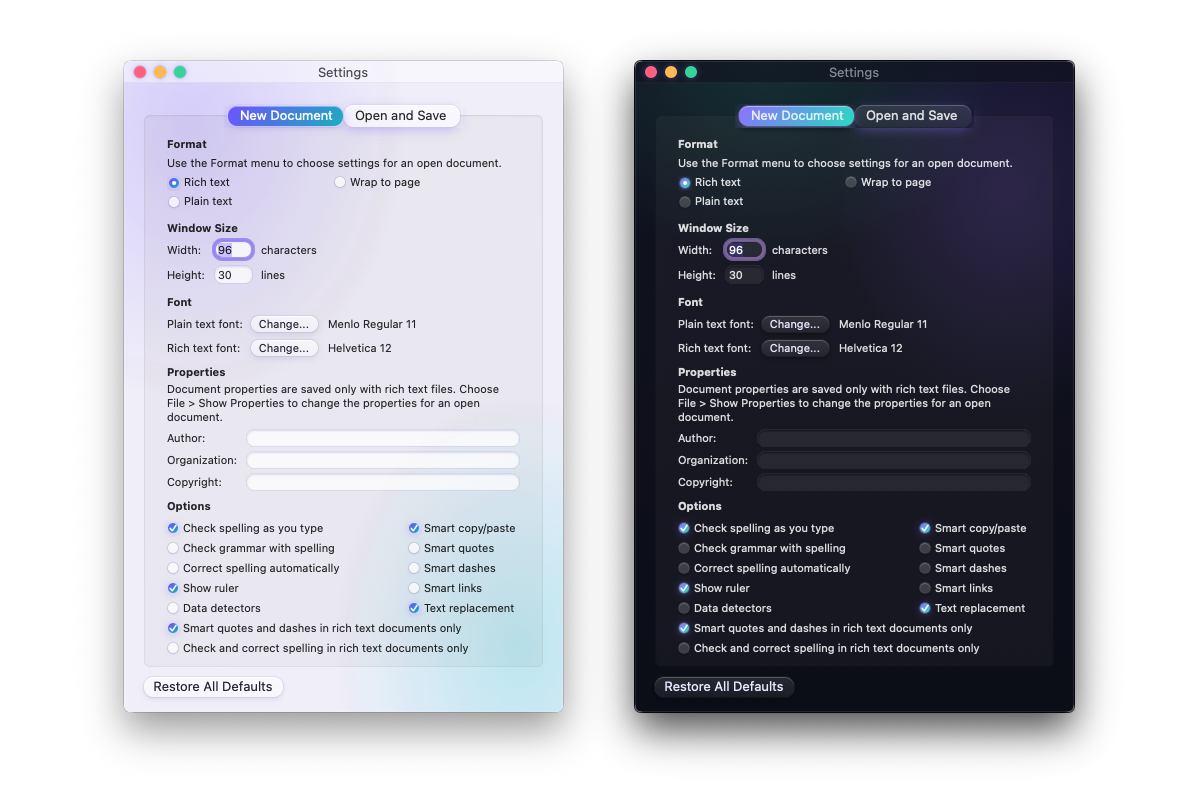 Settings
New Document Open and Save
Format
Use the Format menu to choose settings for an open document.
Rich text Wrap to page
Plain text
Window Size
Width: 96 characters
Height: 30 lines
Font
Plain text font: Change... Menlo Regular 11
Rich text font: Change... Helvetica 12
Properties
Document properties are saved only with rich text files. Choose
File > Show Properties to change the properties for an open
document.
Author:
Organization:
Copyright:
Options
Check spelling as you type Smart copy/paste
Check grammar with spelling Smart quotes
Correct spelling automatically Smart dashes
Show ruler Smart links
Data detectors Text replacement
Smart quotes and dashes in rich text documents only
Check and correct spelling in rich text documents only
Restore All Defaults
Settings
New Document Open and Save
Format
Use the Format menu to choose settings for an open document.
Rich text Wrap to page
Plain text
Window Size
Width: 96 characters
Height: 30 lines
Font
Plain text font: Change... Menlo Regular 11
Rich text font: Change... Helvetica 12
Properties
Document properties are saved only with rich text files. Choose
File > Show Properties to change the properties for an open
document.
Author:
Organization:
Copyright:
Options
Check spelling as you type Smart copy/paste
Check grammar with spelling Smart quotes
Correct spelling automatically Smart dashes
Show ruler Smart links
Data detectors Text replacement
Smart quotes and dashes in rich text documents only
Check and correct spelling in rich text documents only
Restore All Defaults